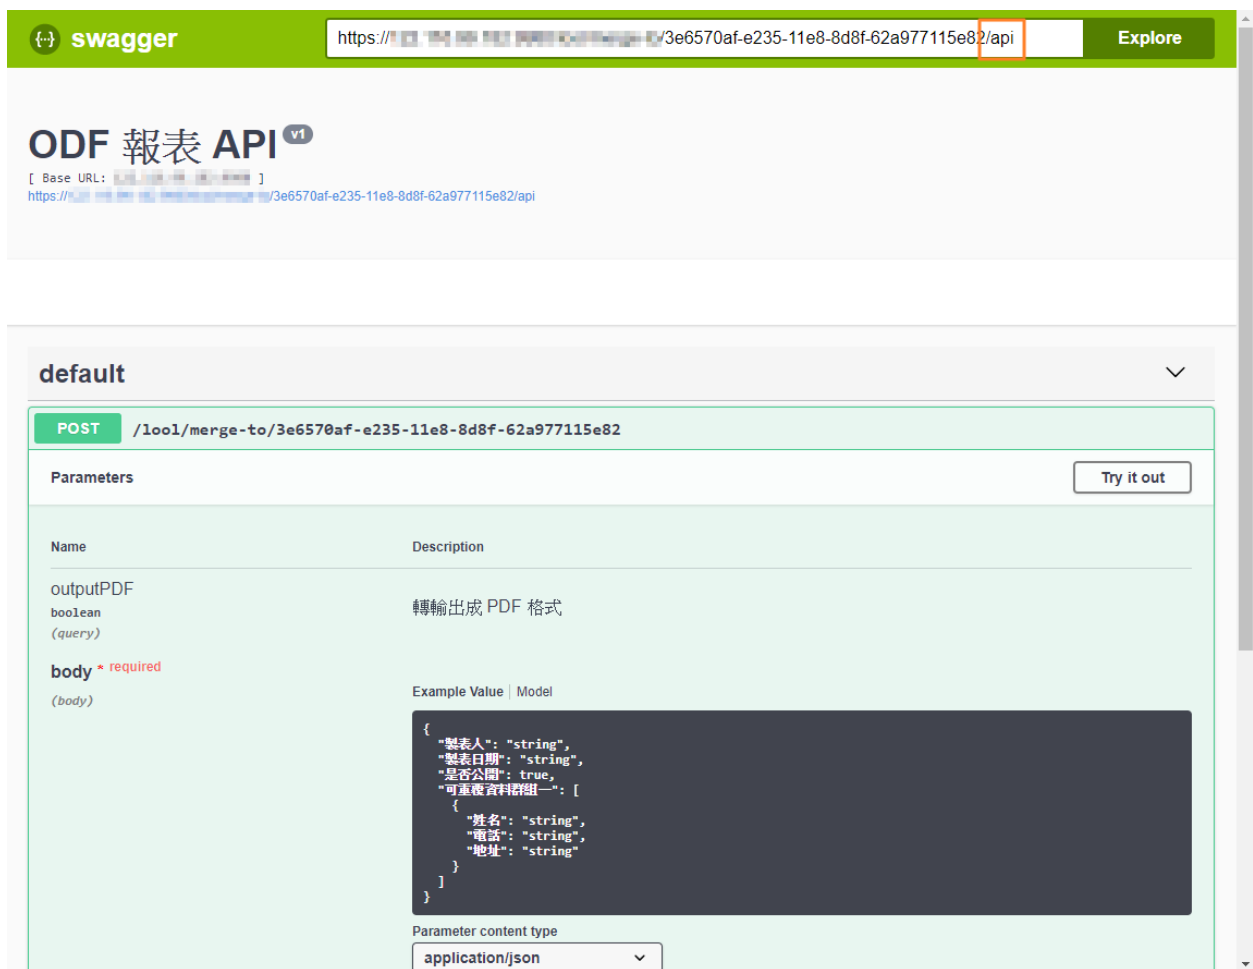 swagger
https:// /3e6570af-e235-11e8-8d8f-62a977115e82/api
Explore
ODF 報表 API v1
[ Base URL: ]
https:// /3e6570af-e235-11e8-8d8f-62a977115e82/api
default
POST /lool/merge-to/3e6570af-e235-11e8-8d8f-62a977115e82
Parameters
Try it out
Name Description
outputPDF
boolean
(query)
轉輸出成 PDF 格式
body * required
(body)
Example Value | Model
{
"製表人": "string",
"製表日期": "string",
"是否公開": true,
"可重覆資料群組一": [
{
"姓名": "string",
"電話": "string",
"地址": "string"
}
]
}
Parameter content type
application/json